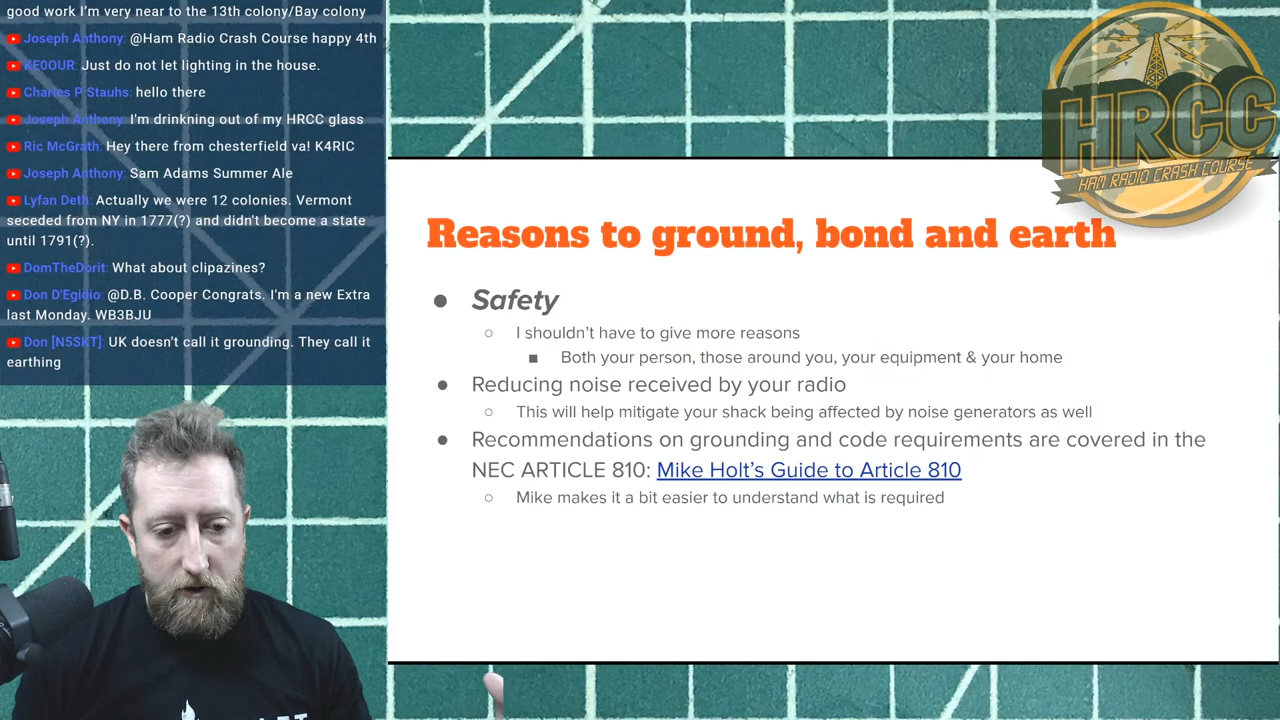 good work I'm very near to the 13th colony/Bay colony
Joseph Anthony: @Ham Radio Crash Course happy 4th
KE0OUR: Just do not let lighting in the house.
Charles P Stauhs: hello there
Joseph Anthony: I'm drinkning out of my HRCC glass
Ric McGrath: Hey there from chesterfield va! K4RIC
Joseph Anthony: Sam Adams Summer Ale
Lyfan Deth: Actually we were 12 colonies. Vermont
seceded from NY in 1777(?) and didn't become a state
until 1791(?).
DomTheDorit: What about clipazines?
Don D'Egidio: @D.B. Cooper Congrats. I'm a new Extra
last Monday. WB3BJU
Don [N5SKT]: UK doesn't call it grounding. They call it
earthing
HRCC
HAM RADIO CRASH COURSE
Reasons to ground, bond and earth
● Safety
○ I shouldn't have to give more reasons
■ Both your person, those around you, your equipment & your home
● Reducing noise received by your radio
○ This will help mitigate your shack being affected by noise generators as well
● Recommendations on grounding and code requirements are covered in the
NEC ARTICLE 810: Mike Holt's Guide to Article 810
○ Mike makes it a bit easier to understand what is required